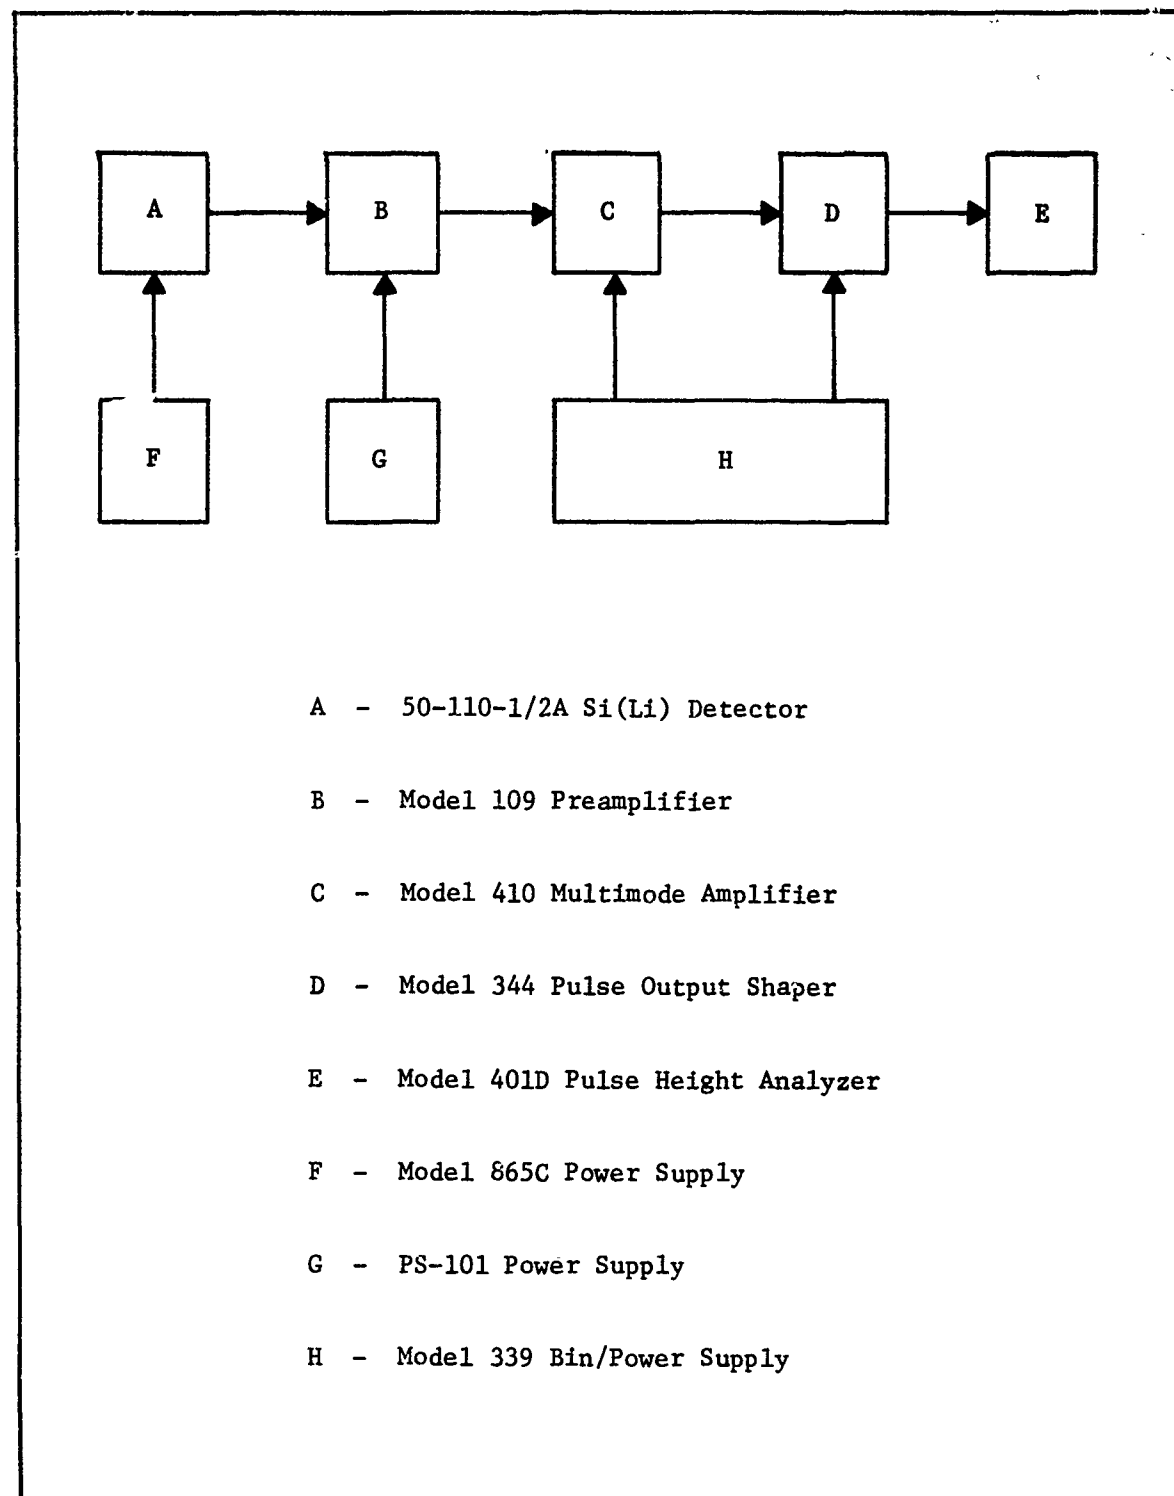 A B C D E
F G H
A - 50-110-1/2A Si(Li) Detector
B - Model 109 Preamplifier
C - Model 410 Multimode Amplifier
D - Model 344 Pulse Output Shaper
E - Model 401D Pulse Height Analyzer
F - Model 865C Power Supply
G - PS-101 Power Supply
H - Model 339 Bin/Power Supply